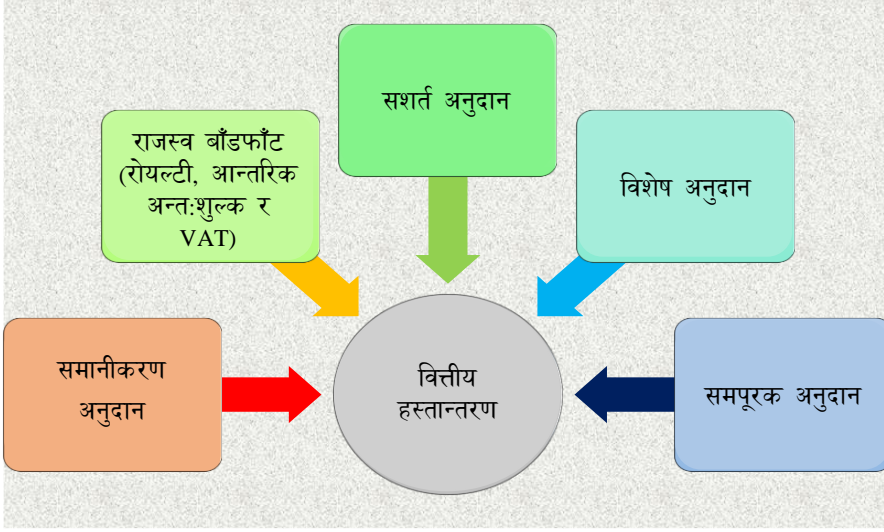 सशर्त अनुदान
राजस्व बाँडफाँट
(रोयल्टी, आन्तरिक
अन्त:शुल्क र
VAT)
विशेष अनुदान
समानीकरण
अनुदान
वित्तीय
हस्तान्तरण
समपूरक अनुदान